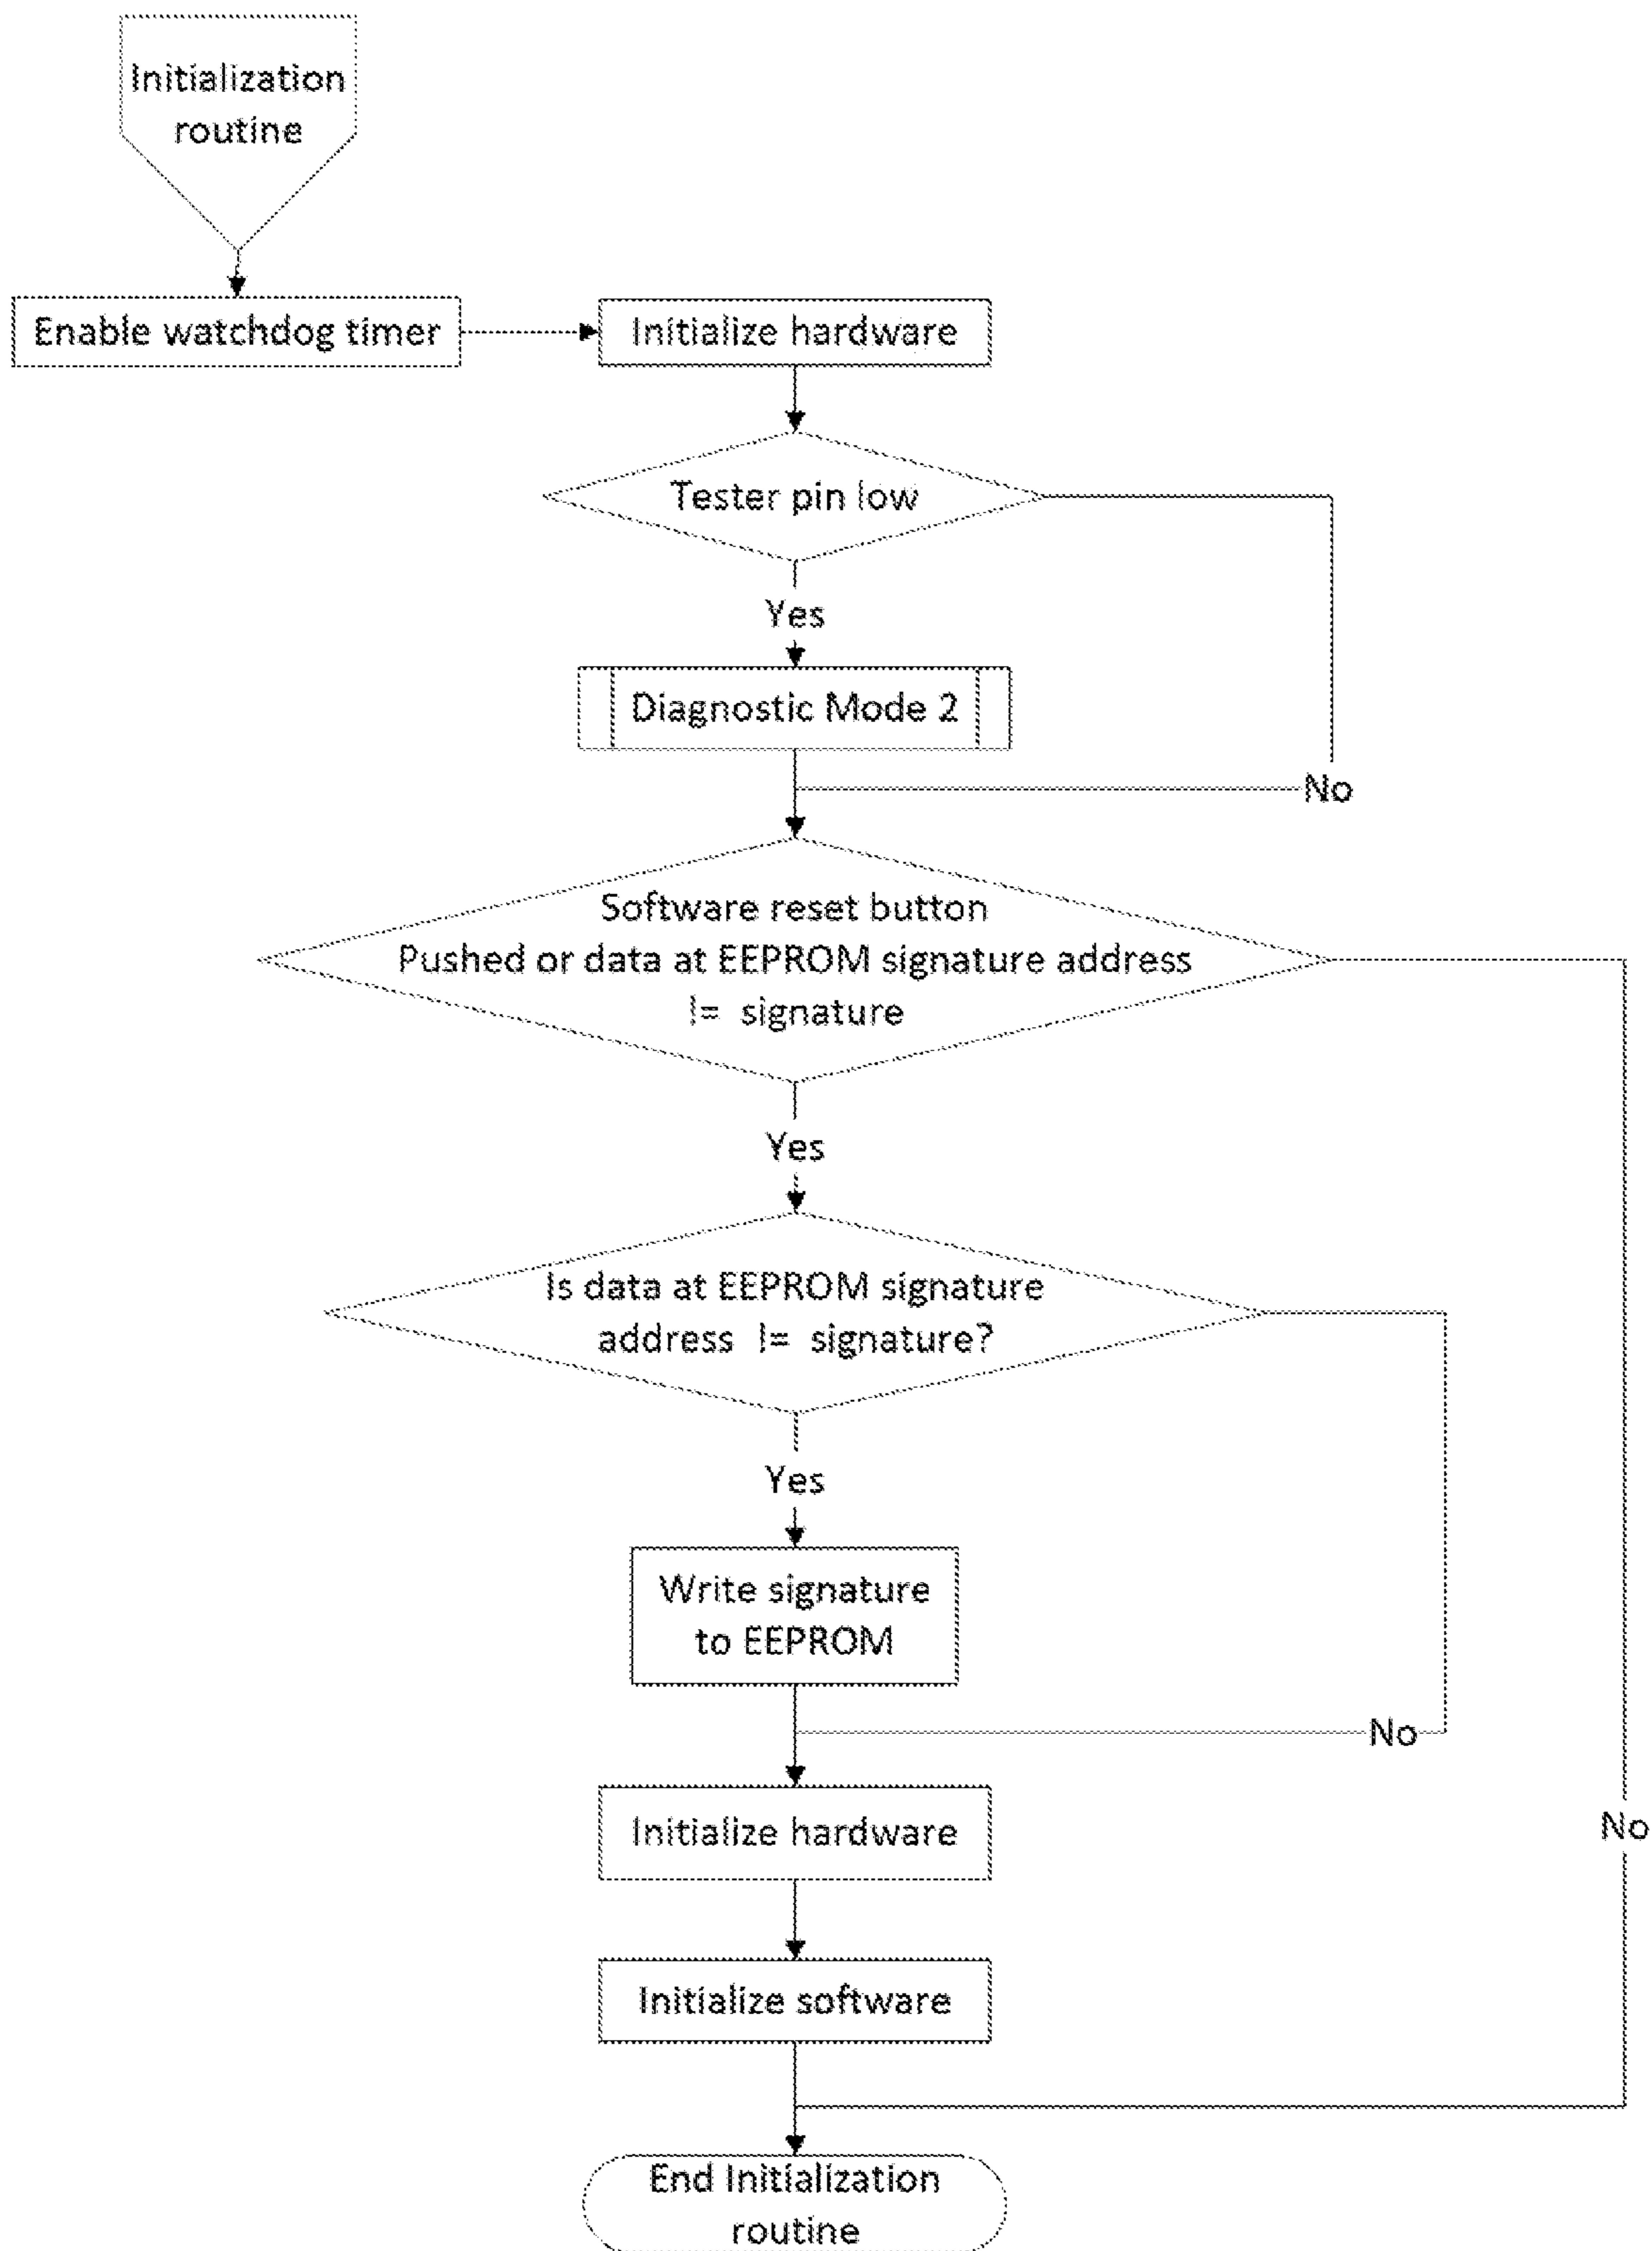 Initialization
routine
Enable watchdog timer
Initialize hardware
Tester pin low
Yes
Diagnostic Mode 2
No
Software reset button
Pushed or data at EEPROM signature address
!= signature
Yes
Is data at EEPROM signature
address != signature?
Yes
Write signature
to EEPROM
No
Initialize hardware
No
Initialize software
End Initialization
routine